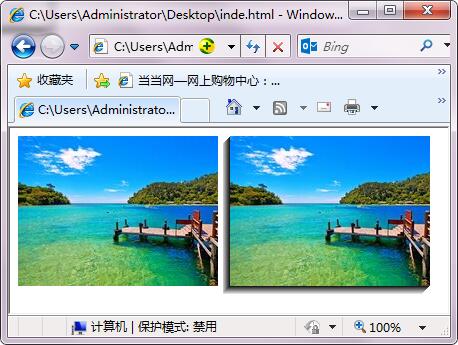 C:\Users\Administrator\Desktop\inde.html - Window...
C:\Users\Adm
Bing
收藏夹
当当网—网上购物中心：...
C:\Users\Administrato...
计算机 | 保护模式: 禁用
100%